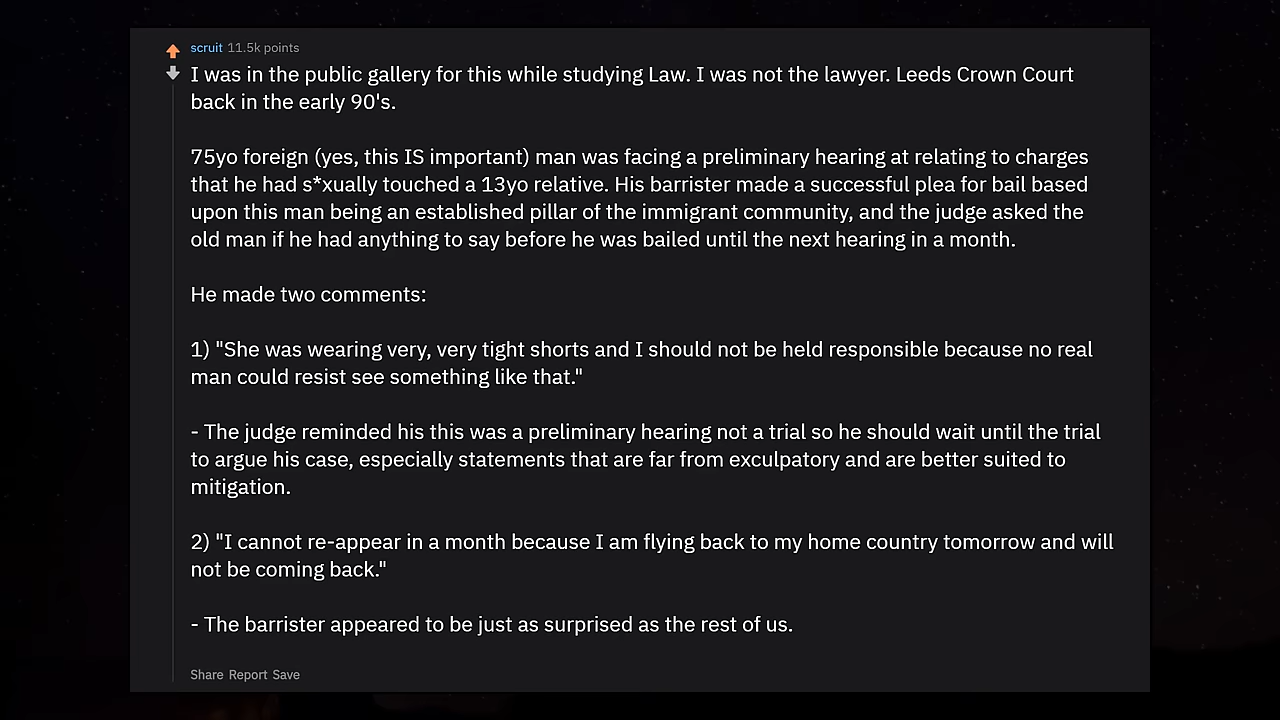 scruit 11.5k points
I was in the public gallery for this while studying Law. I was not the lawyer. Leeds Crown Court
back in the early 90's.
75yo foreign (yes, this IS important) man was facing a preliminary hearing at relating to charges
that he had s*xually touched a 13yo relative. His barrister made a successful plea for bail based
upon this man being an established pillar of the immigrant community, and the judge asked the
old man if he had anything to say before he was bailed until the next hearing in a month.
He made two comments:
1) "She was wearing very, very tight shorts and I should not be held responsible because no real
man could resist see something like that."
- The judge reminded his this was a preliminary hearing not a trial so he should wait until the trial
to argue his case, especially statements that are far from exculpatory and are better suited to
mitigation.
2) "I cannot re-appear in a month because I am flying back to my home country tomorrow and will
not be coming back."
- The barrister appeared to be just as surprised as the rest of us.
Share Report Save